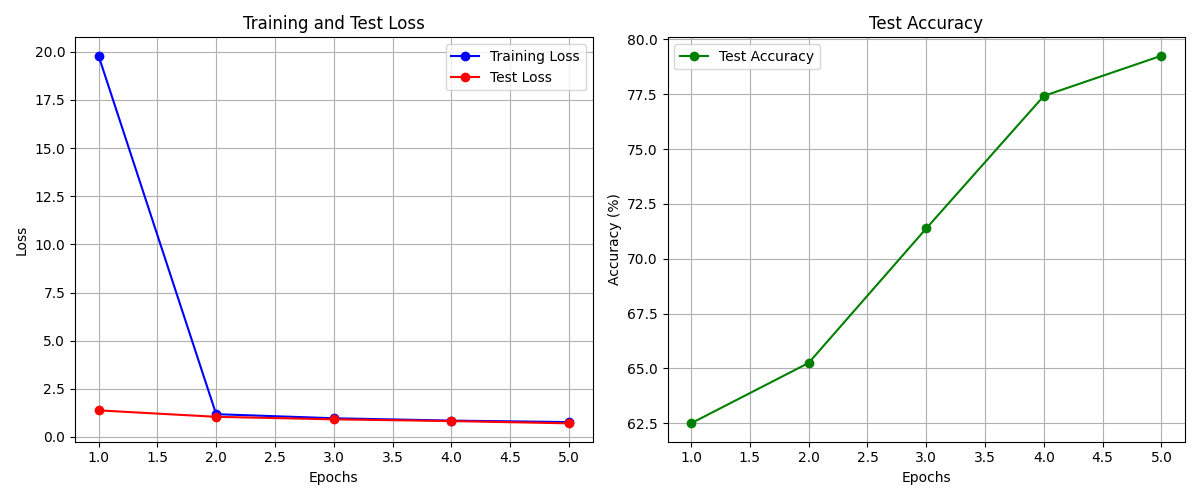 Training and Test Loss
Training Loss
Test Loss
20.0
17.5
15.0
12.5
10.0
7.5
5.0
2.5
0.0
Loss
1.0 1.5 2.0 2.5 3.0 3.5 4.0 4.5 5.0
Epochs
Test Accuracy
Test Accuracy
80.0
77.5
75.0
72.5
70.0
67.5
65.0
62.5
Accuracy (%)
1.0 1.5 2.0 2.5 3.0 3.5 4.0 4.5 5.0
Epochs